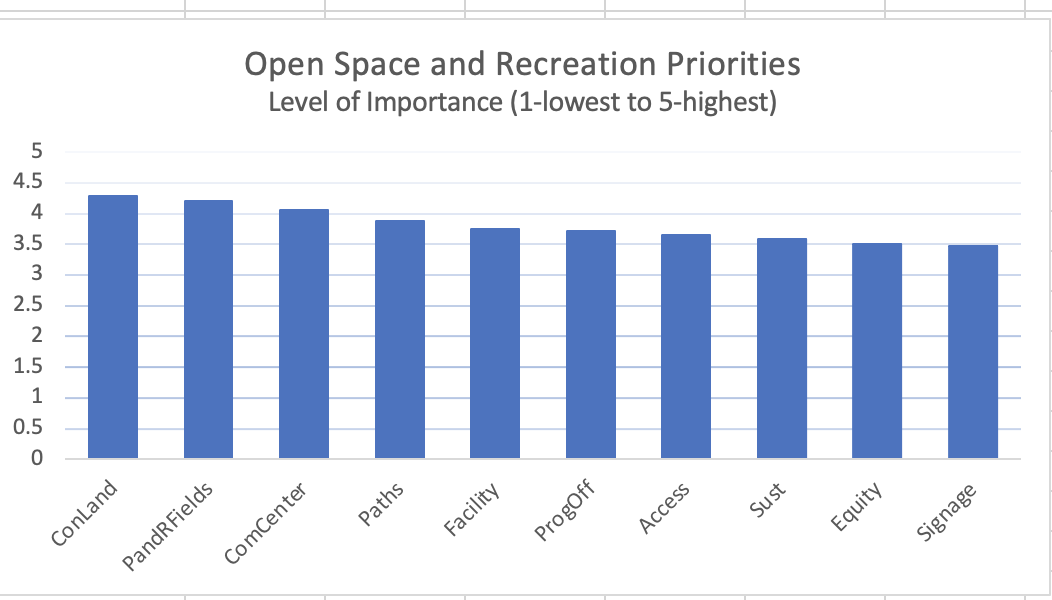 Open Space and Recreation Priorities
Level of Importance (1-lowest to 5-highest)
5
4.5
4
3.5
3
2.5
2
1.5
1
0.5
0
ConLand
PandRFields
ComCenter
Paths
Facility
ProgOff
Access
Sust
Equity
Signage